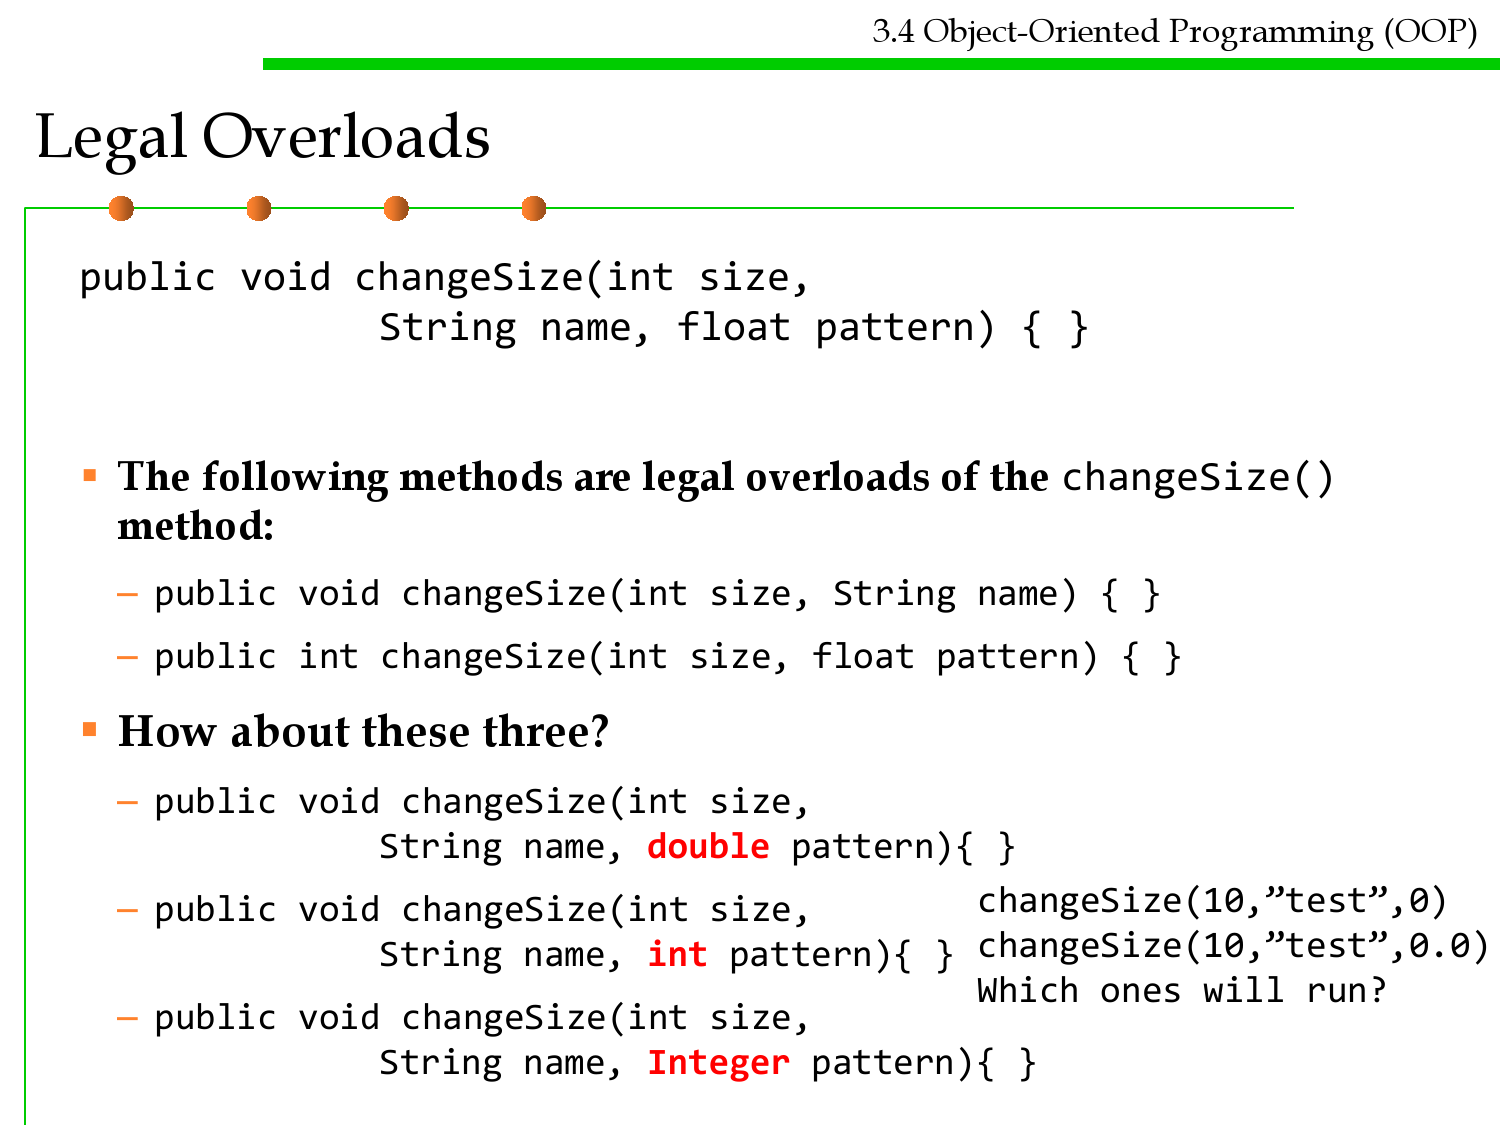 3.4 Object-Oriented Programming (OOP)
Legal Overloads
public void changeSize(int size,
String name, float pattern) { }
▪ The following methods are legal overloads of the changeSize()
method:
– public void changeSize(int size, String name) { }
– public int changeSize(int size, float pattern) { }
▪ How about these three?
– public void changeSize(int size,
String name, double pattern){ }
– public void changeSize(int size,
String name, int pattern){ }
– public void changeSize(int size,
String name, Integer pattern){ }
changeSize(10,”test”,0)
changeSize(10,”test”,0.0)
Which ones will run?